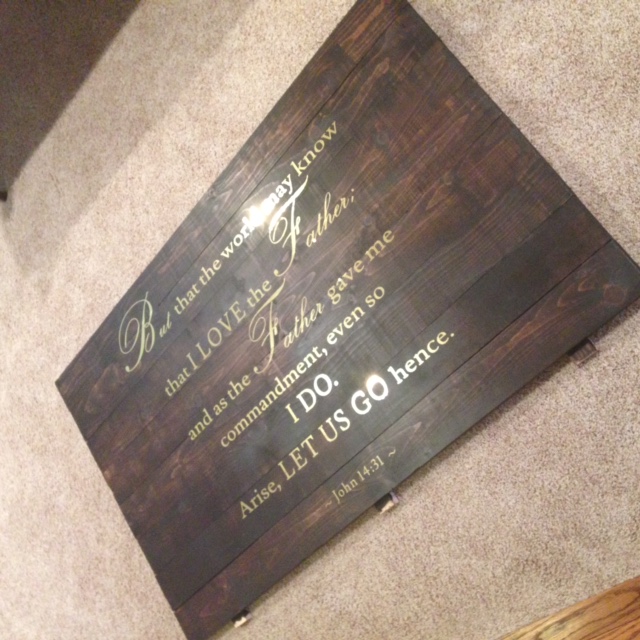 But that the world may know
that I LOVE the Father;
and as the Father gave me
commandment, even so
I DO.
Arise, LET US GO hence.
~ John 14:31 ~